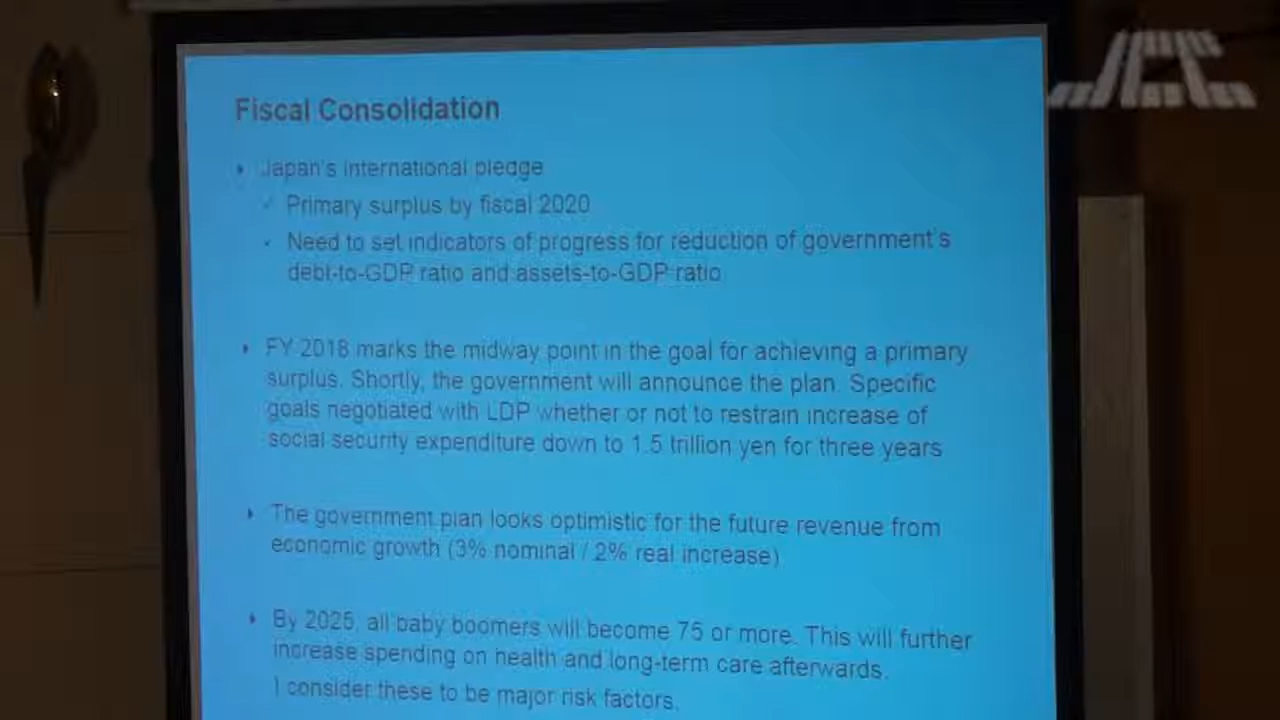 Fiscal Consolidation
Japan's international pledge
Primary surplus by fiscal 2020
Need to set indicators of progress for reduction of government's
debt-to-GDP ratio and assets-to-GDP ratio
FY 2018 marks the midway point in the goal for achieving a primary
surplus. Shortly, the government will announce the plan. Specific
goals negotiated with LDP whether or not to restrain increase of
social security expenditure down to 1.5 trillion yen for three years
The government plan looks optimistic for the future revenue from
economic growth (3% nominal / 2% real increase)
By 2025, all baby boomers will become 75 or more. This will further
increase spending on health and long-term care afterwards.
I consider these to be major risk factors.